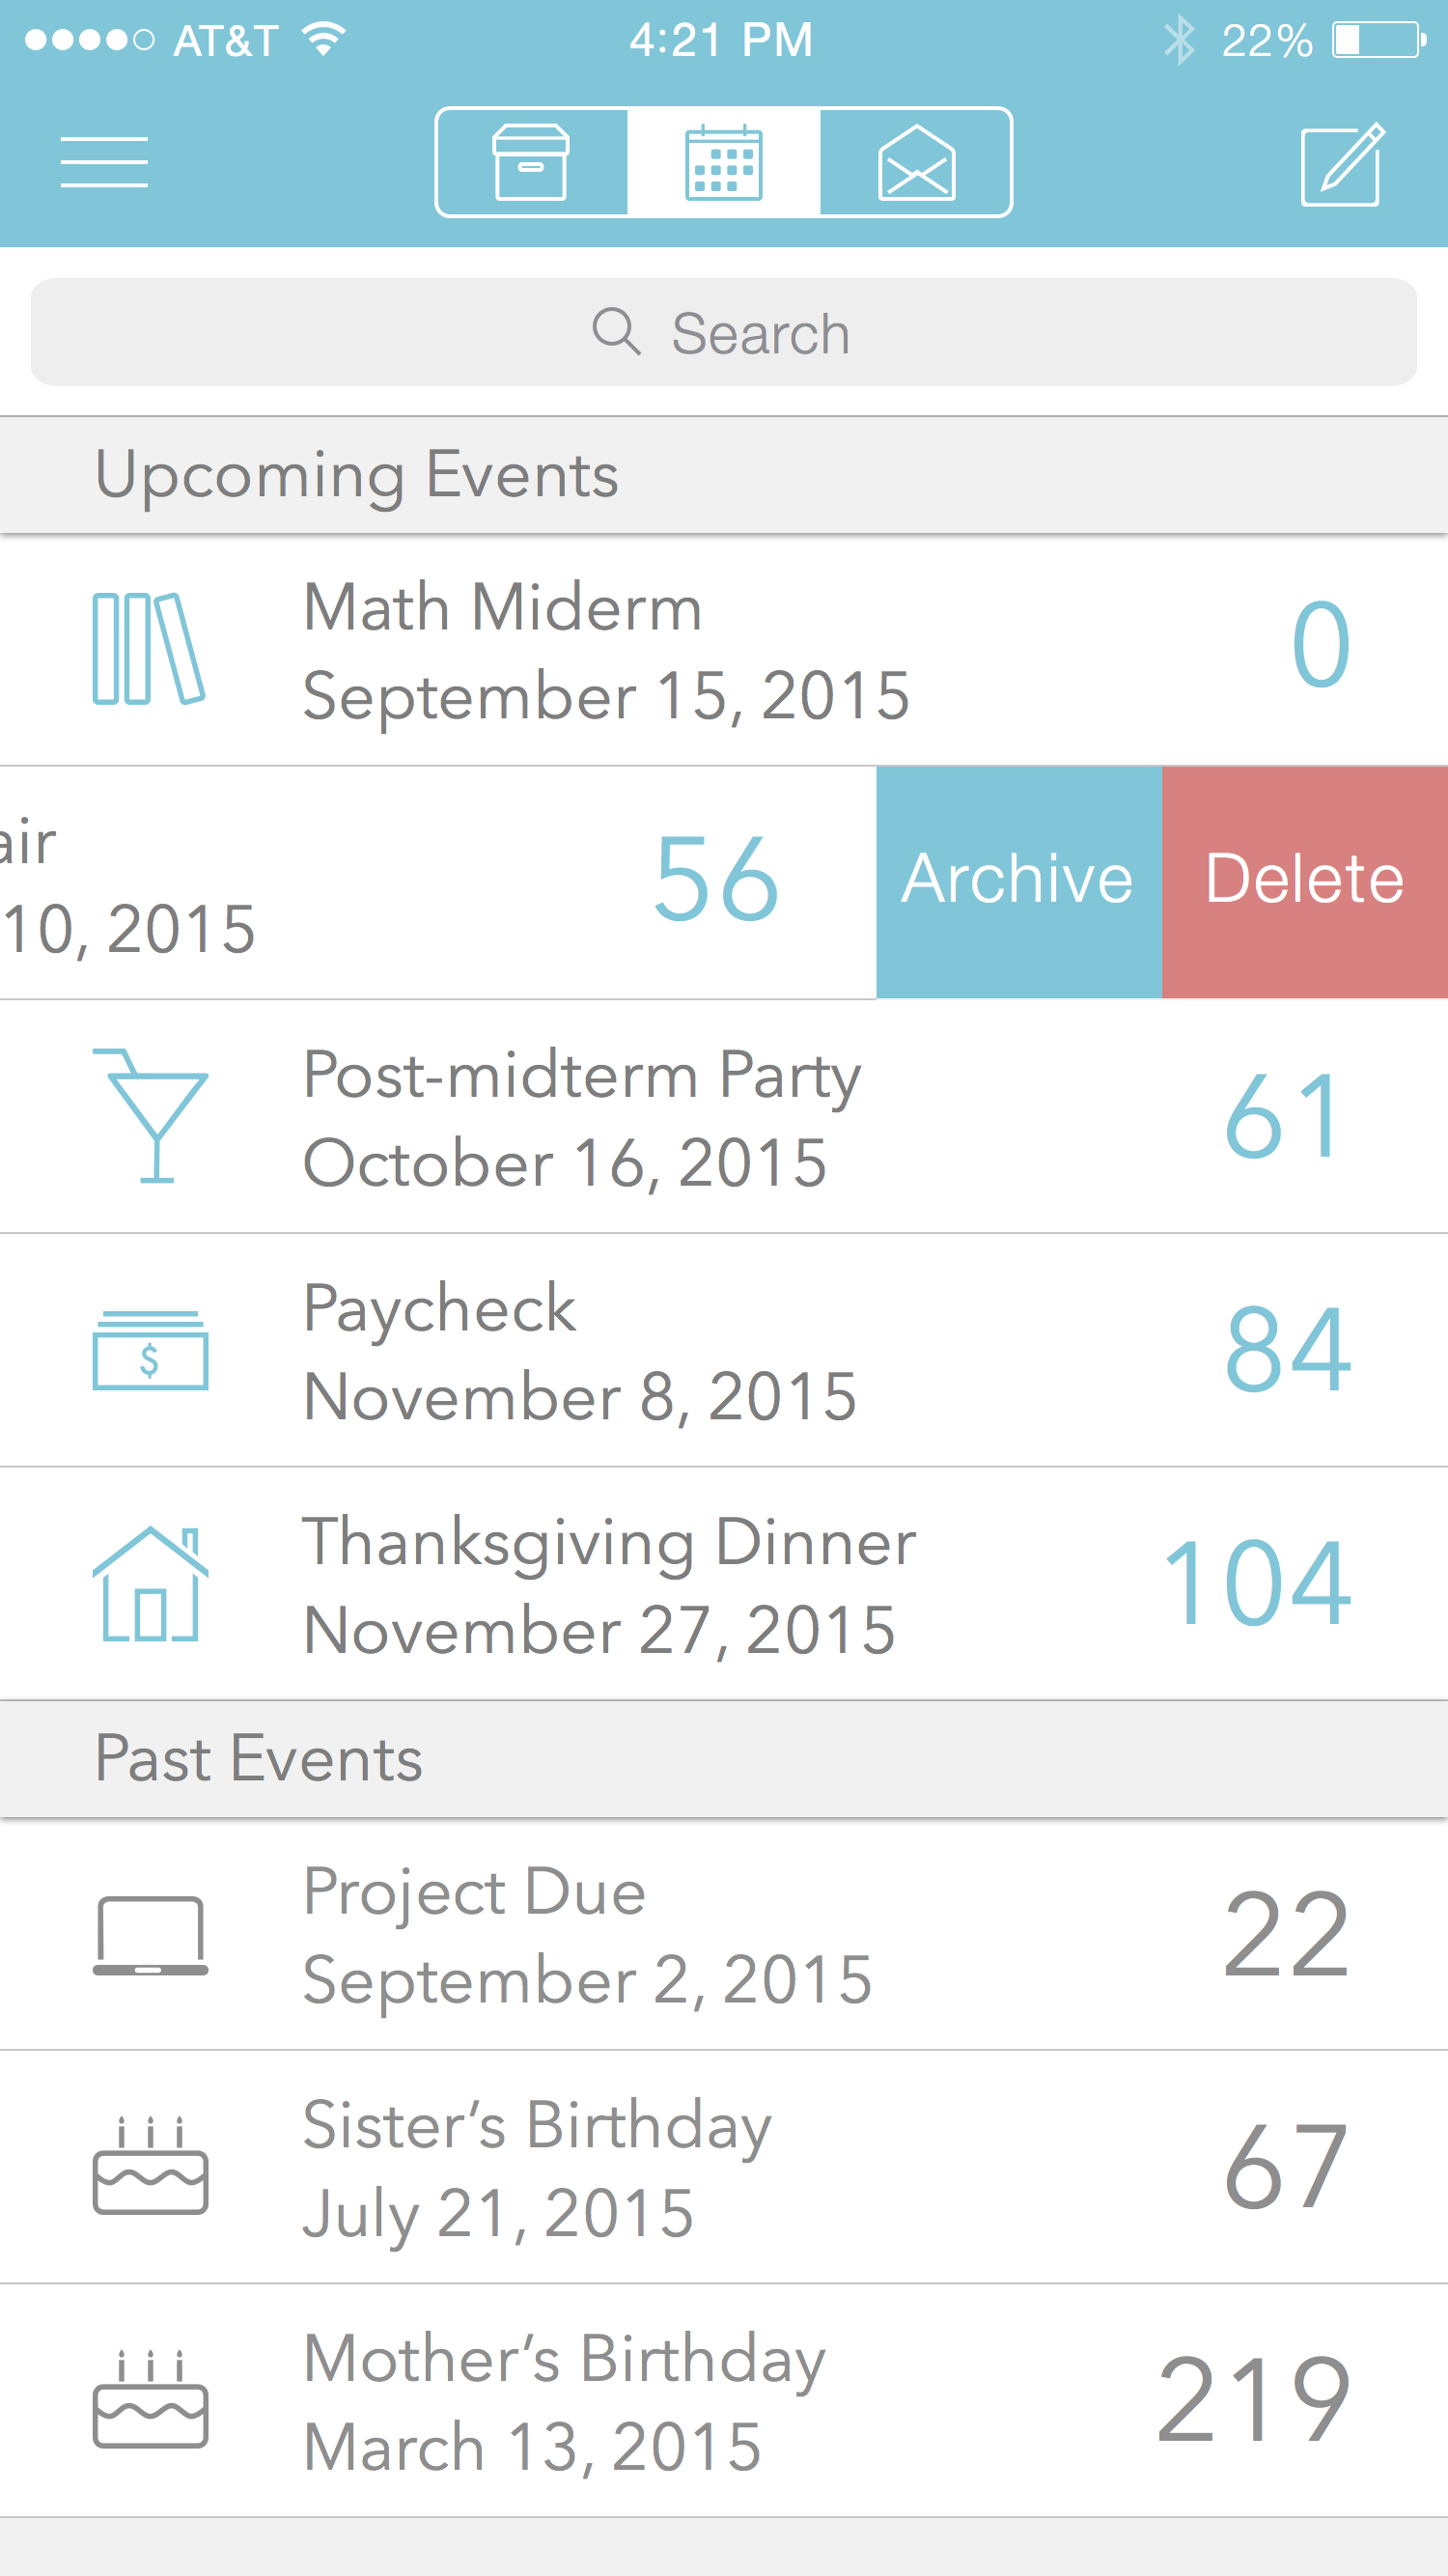 AT&T 4:21 PM 22%
Search
Upcoming Events
Math Miderm
September 15, 2015
0
air
10, 2015
56
Archive
Delete
Post-midterm Party
October 16, 2015
61
$
Paycheck
November 8, 2015
84
Thanksgiving Dinner
November 27, 2015
104
Past Events
Project Due
September 2, 2015
22
Sister’s Birthday
July 21, 2015
67
Mother’s Birthday
March 13, 2015
219